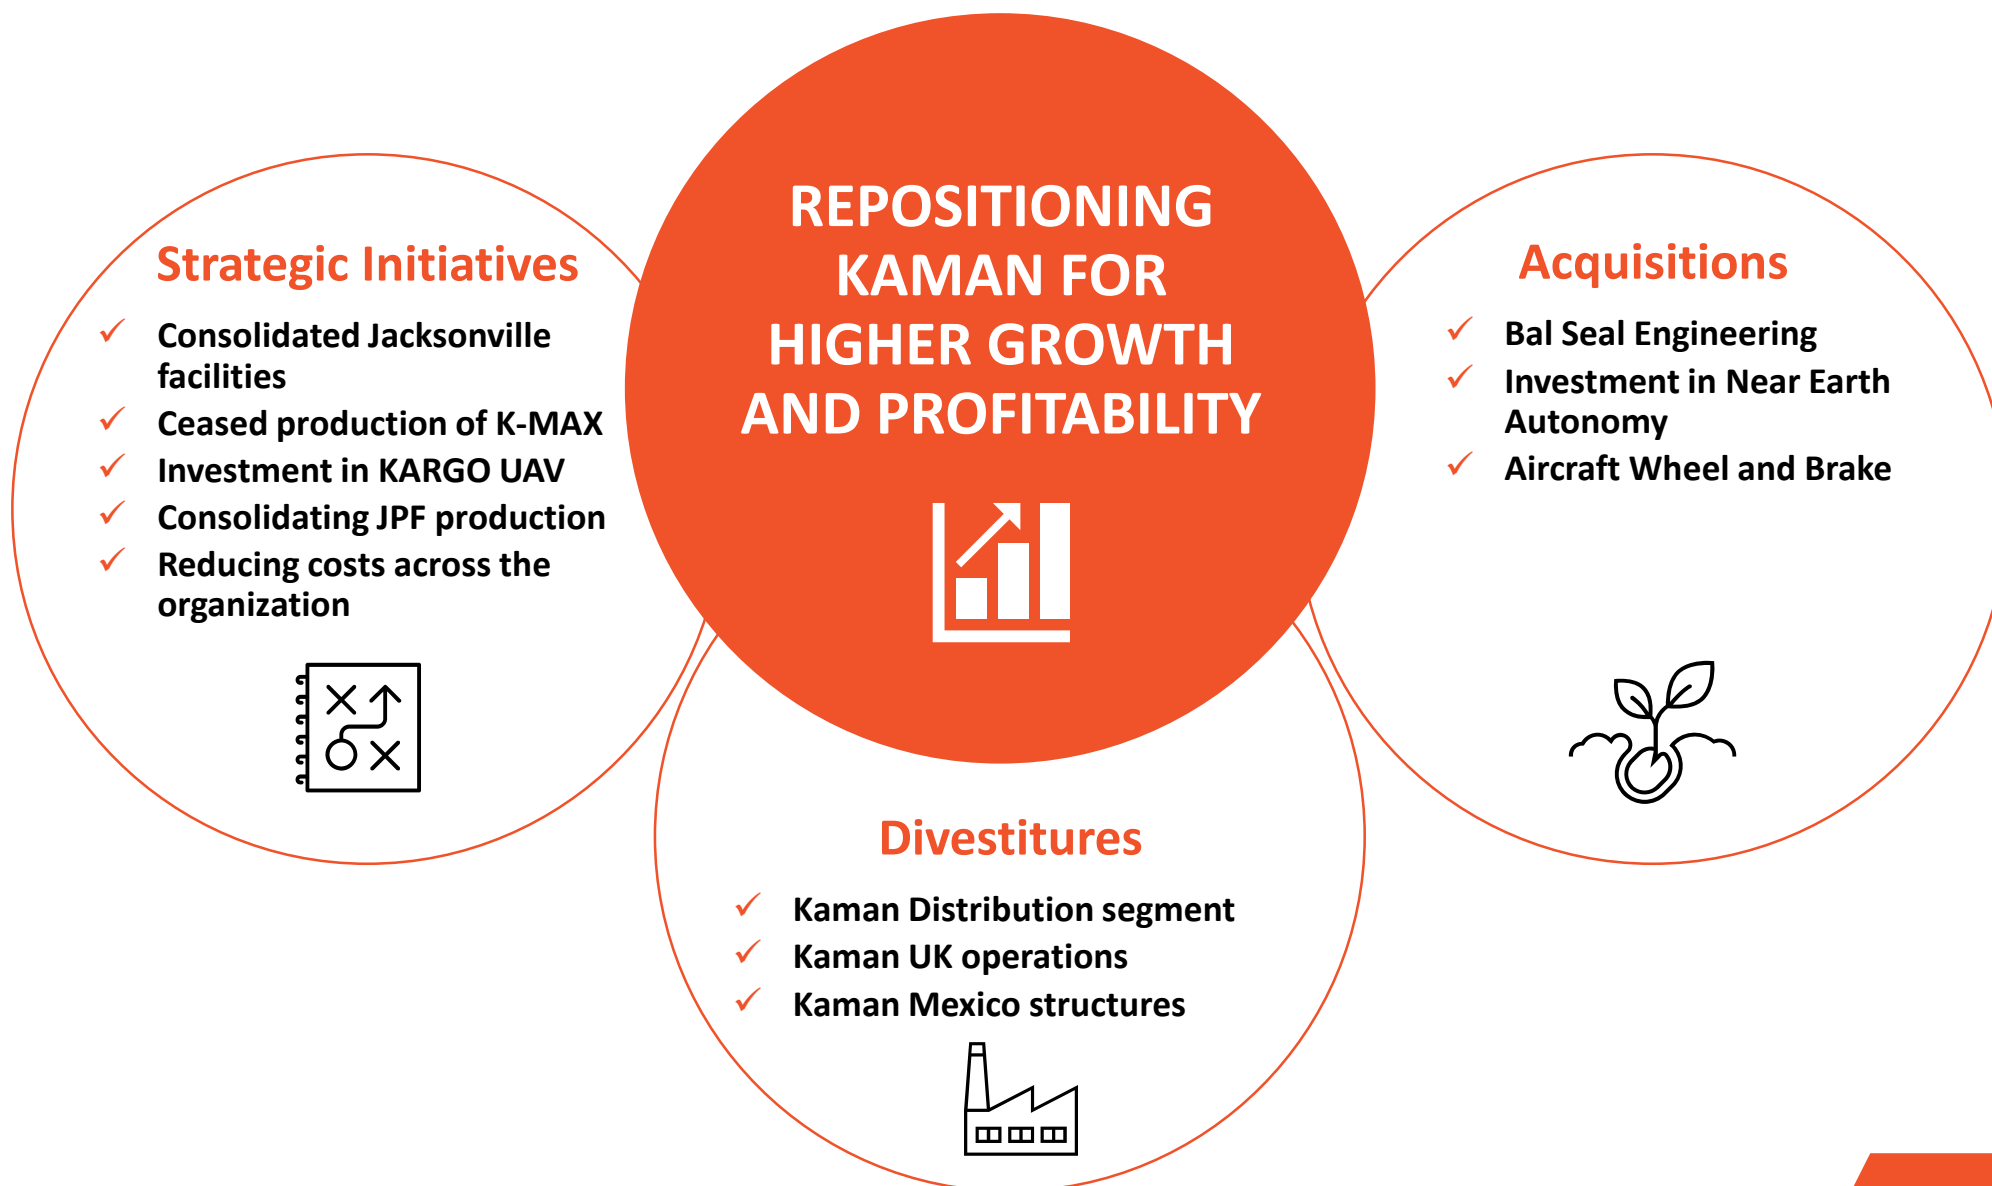 REPOSITIONING
KAMAN FOR
HIGHER GROWTH
AND PROFITABILITY
Strategic Initiatives
✓ Consolidated Jacksonville
facilities
✓ Ceased production of K-MAX
✓ Investment in KARGO UAV
✓ Consolidating JPF production
✓ Reducing costs across the
organization
Acquisitions
✓ Bal Seal Engineering
✓ Investment in Near Earth
Autonomy
✓ Aircraft Wheel and Brake
Divestitures
✓ Kaman Distribution segment
✓ Kaman UK operations
✓ Kaman Mexico structures